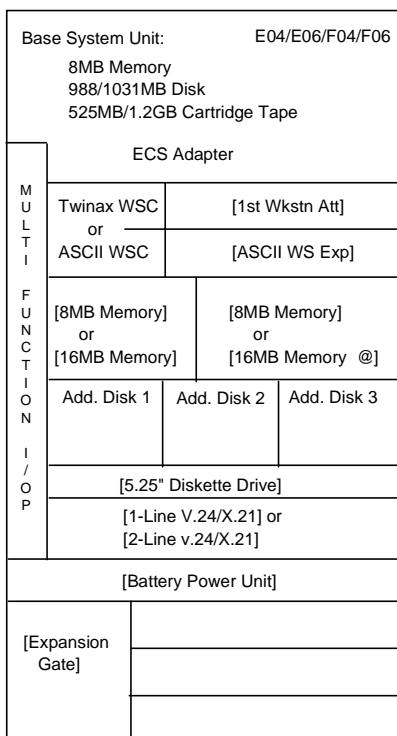 Base System Unit: E04/E06/F04/F06
8MB Memory
988/1031MB Disk
525MB/1.2GB Cartridge Tape
ECS Adapter
MULTI FUNCTION I/OP
Twinax WSC
or
ASCII WSC
[1st Wkstn Att]
[ASCII WS Exp]
[8MB Memory]
or
[16MB Memory]
[8MB Memory]
or
[16MB Memory @]
Add. Disk 1
Add. Disk 2
Add. Disk 3
[5.25" Diskette Drive]
[1-Line V.24/X.21] or
[2-Line v.24/X.21]
[Battery Power Unit]
[Expansion
Gate]